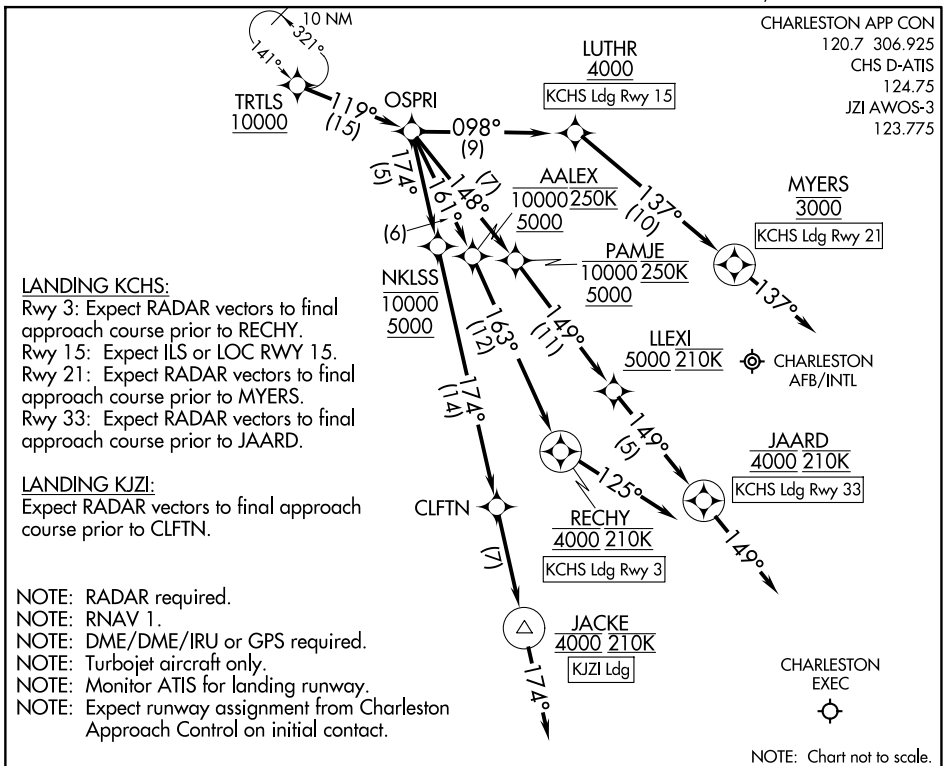 CHARLESTON APP CON
120.7 306.925
CHS D-ATIS
124.75
JZI AWOS-3
123.775
10 NM
321°
141°
TRTLS
10000
119°
(15)
OSPRI
098°
(9)
LUTHR
4000
KCHS Ldg Rwy 15
137°
(10)
MYERS
3000
KCHS Ldg Rwy 21
137°
174°
(5)
161°
(6)
148°
(7)
AALEX
10000 250K
5000
PAMJE
10000 250K
5000
NKLSS
10000
5000
163°
(12)
149°
(11)
LLEXI
5000 210K
CHARLESTON
AFB/INTL
174°
(14)
149°
(5)
JAARD
4000 210K
KCHS Ldg Rwy 33
149°
125°
RECHY
4000 210K
KCHS Ldg Rwy 3
CLFTN
(7)
JACKE
4000 210K
KJZI Ldg
174°
CHARLESTON
EXEC
LANDING KCHS:
Rwy 3: Expect RADAR vectors to final
approach course prior to RECHY.
Rwy 15: Expect ILS or LOC RWY 15.
Rwy 21: Expect RADAR vectors to final
approach course prior to MYERS.
Rwy 33: Expect RADAR vectors to final
approach course prior to JAARD.
LANDING KJZI:
Expect RADAR vectors to final approach
course prior to CLFTN.
NOTE: RADAR required.
NOTE: RNAV 1.
NOTE: DME/DME/IRU or GPS required.
NOTE: Turbojet aircraft only.
NOTE: Monitor ATIS for landing runway.
NOTE: Expect runway assignment from Charleston
Approach Control on initial contact.
NOTE: Chart not to scale.